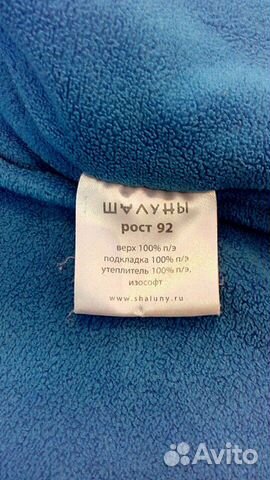 ШАЛУНЫ
рост 92
верх 100% п/э
подкладка 100% п/э
утеплитель 100% п/э,
изософт
www.shaluny.ru
Avito